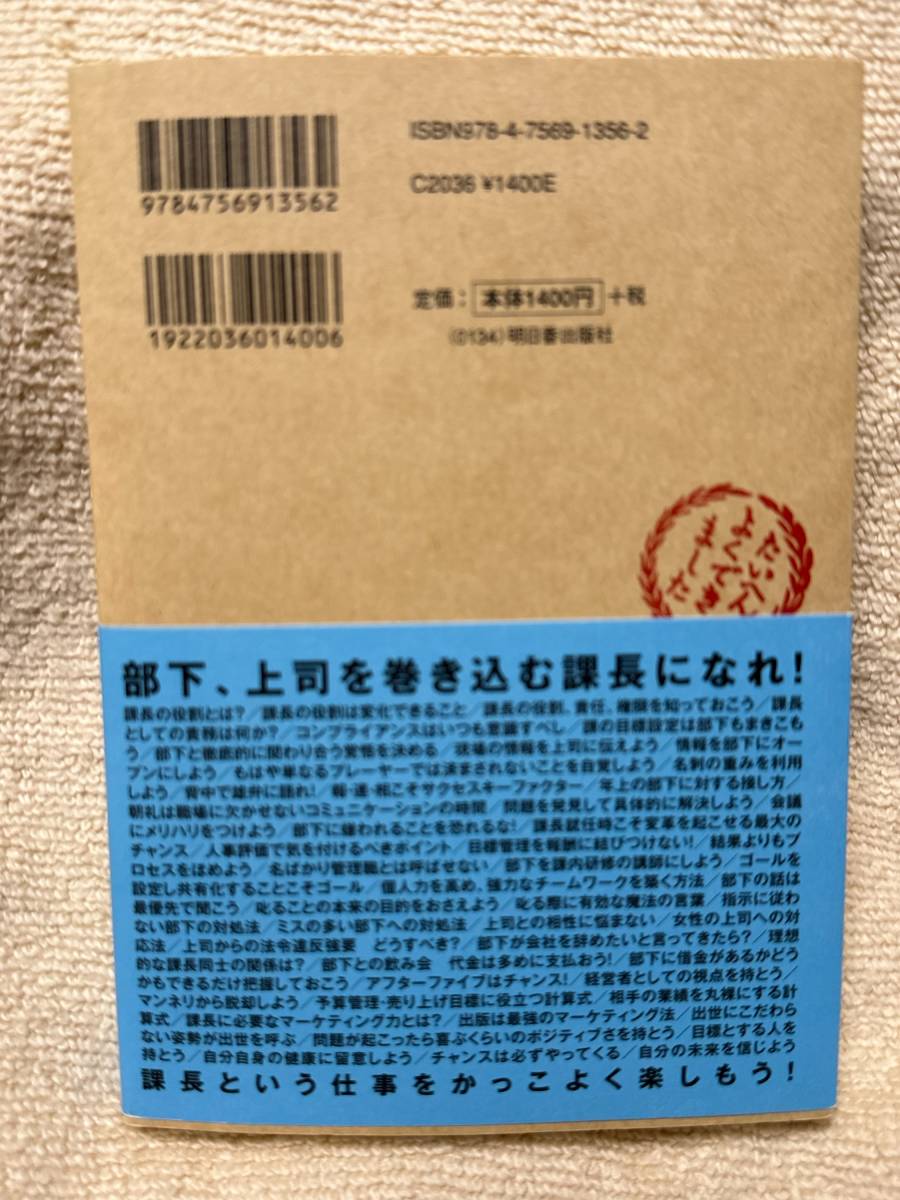 9784756913562
ISBN978-4-7569-1356-2
C2036 ¥1400E
1922036014006
定価：本体1400円＋税
(0134) 明日香出版社
たいへん
よくでき
ました
部下、上司を巻き込む課長になれ！
課長の役割とは？／課長の役割は変化できること／課長の役割、責任、権限を知っておこう／課長
としての責務は何か？／コンプライアンスはいつも意識すべし／課の目標設定は部下もまきこも
う／部下と徹底的に関わり合う覚悟を決める／現場の情報を上司に伝えよう／情報を部下にオー
プンにしよう／もはや単なるプレーヤーでは済まされないことを自覚しよう／名刺の重みを利用
しよう／背中で雄弁に語れ！／報・連・相こそサクセスキーファクター／年上の部下に対する接し方／
朝礼は職場に欠かせないコミュニケーションの時間／問題を発見して具体的に解決しよう／会議
にメリハリをつけよう／部下に嫌われることを恐れるな！／課長就任時こそ変革を起こせる最大の
チャンス／人事評価で気を付けるべきポイント／目標管理を報酬に結びつけない！／結果よりもプ
ロセスをほめよう／名ばかり管理職とは呼ばせない／部下を課内研修の講師にしよう／ゴールを
設定し共有化することこそゴール／個人力を高め、強力なチームワークを築く方法／部下の話は
最優先で聞こう／叱ることの本来の目的をおさえよう／叱る際に有効な魔法の言葉／指示に従わ
ない部下の対処法／ミスの多い部下への対処法／上司との相性に悩まない／女性の上司への対
応法／上司からの法令違反強要　どうすべき？／部下が会社を辞めたいと言ってきたら？／理想
的な課長同士の関係は？／部下との飲み会　代金は多めに支払おう！／部下に借金があるかどう
かもできるだけ把握しておこう／アフターファイブはチャンス！／経営者としての視点を持とう／
マンネリから脱却しよう／予算管理・売り上げ目標に役立つ計算式／相手の業績を丸裸にする計
算式／課長に必要なマーケティング力とは？／出版は最強のマーケティング法／出世にこだわら
ない姿勢が出世を呼ぶ／問題が起こったら喜ぶくらいのポジティブさを持とう／目標とする人を
持とう／自分自身の健康に留意しよう／チャンスは必ずやってくる／自分の未来を信じよう
課長という仕事をかっこよく楽しもう！